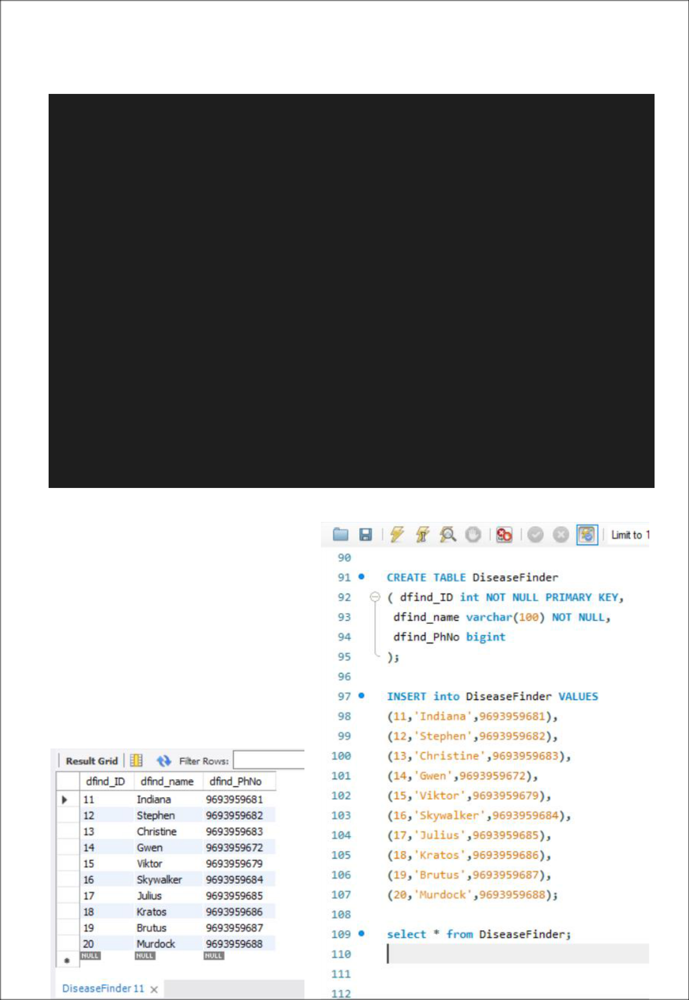 Limit to 1
90
91 CREATE TABLE DiseaseFinder
92 ( dfind_ID int NOT NULL PRIMARY KEY,
93 dfind_name varchar(100) NOT NULL,
94 dfind_PhNo bigint
95 );
96
97 INSERT into DiseaseFinder VALUES
98 (11,'Indiana',9693959681),
99 (12,'Stephen',9693959682),
100 (13,'Christine',9693959683),
101 (14,'Gwen',9693959672),
102 (15,'Viktor',9693959679),
103 (16,'Skywalker',9693959684),
104 (17,'Julius',9693959685),
105 (18,'Kratos',9693959686),
106 (19,'Brutus',9693959687),
107 (20,'Murdock',9693959688);
108
109 select * from DiseaseFinder;
110
111
112
Result Grid Filter Rows:
dfind_ID dfind_name dfind_PhNo
11 Indiana 9693959681
12 Stephen 9693959682
13 Christine 9693959683
14 Gwen 9693959672
15 Viktor 9693959679
16 Skywalker 9693959684
17 Julius 9693959685
18 Kratos 9693959686
19 Brutus 9693959687
20 Murdock 9693959688
NULL NULL NULL
DiseaseFinder 11